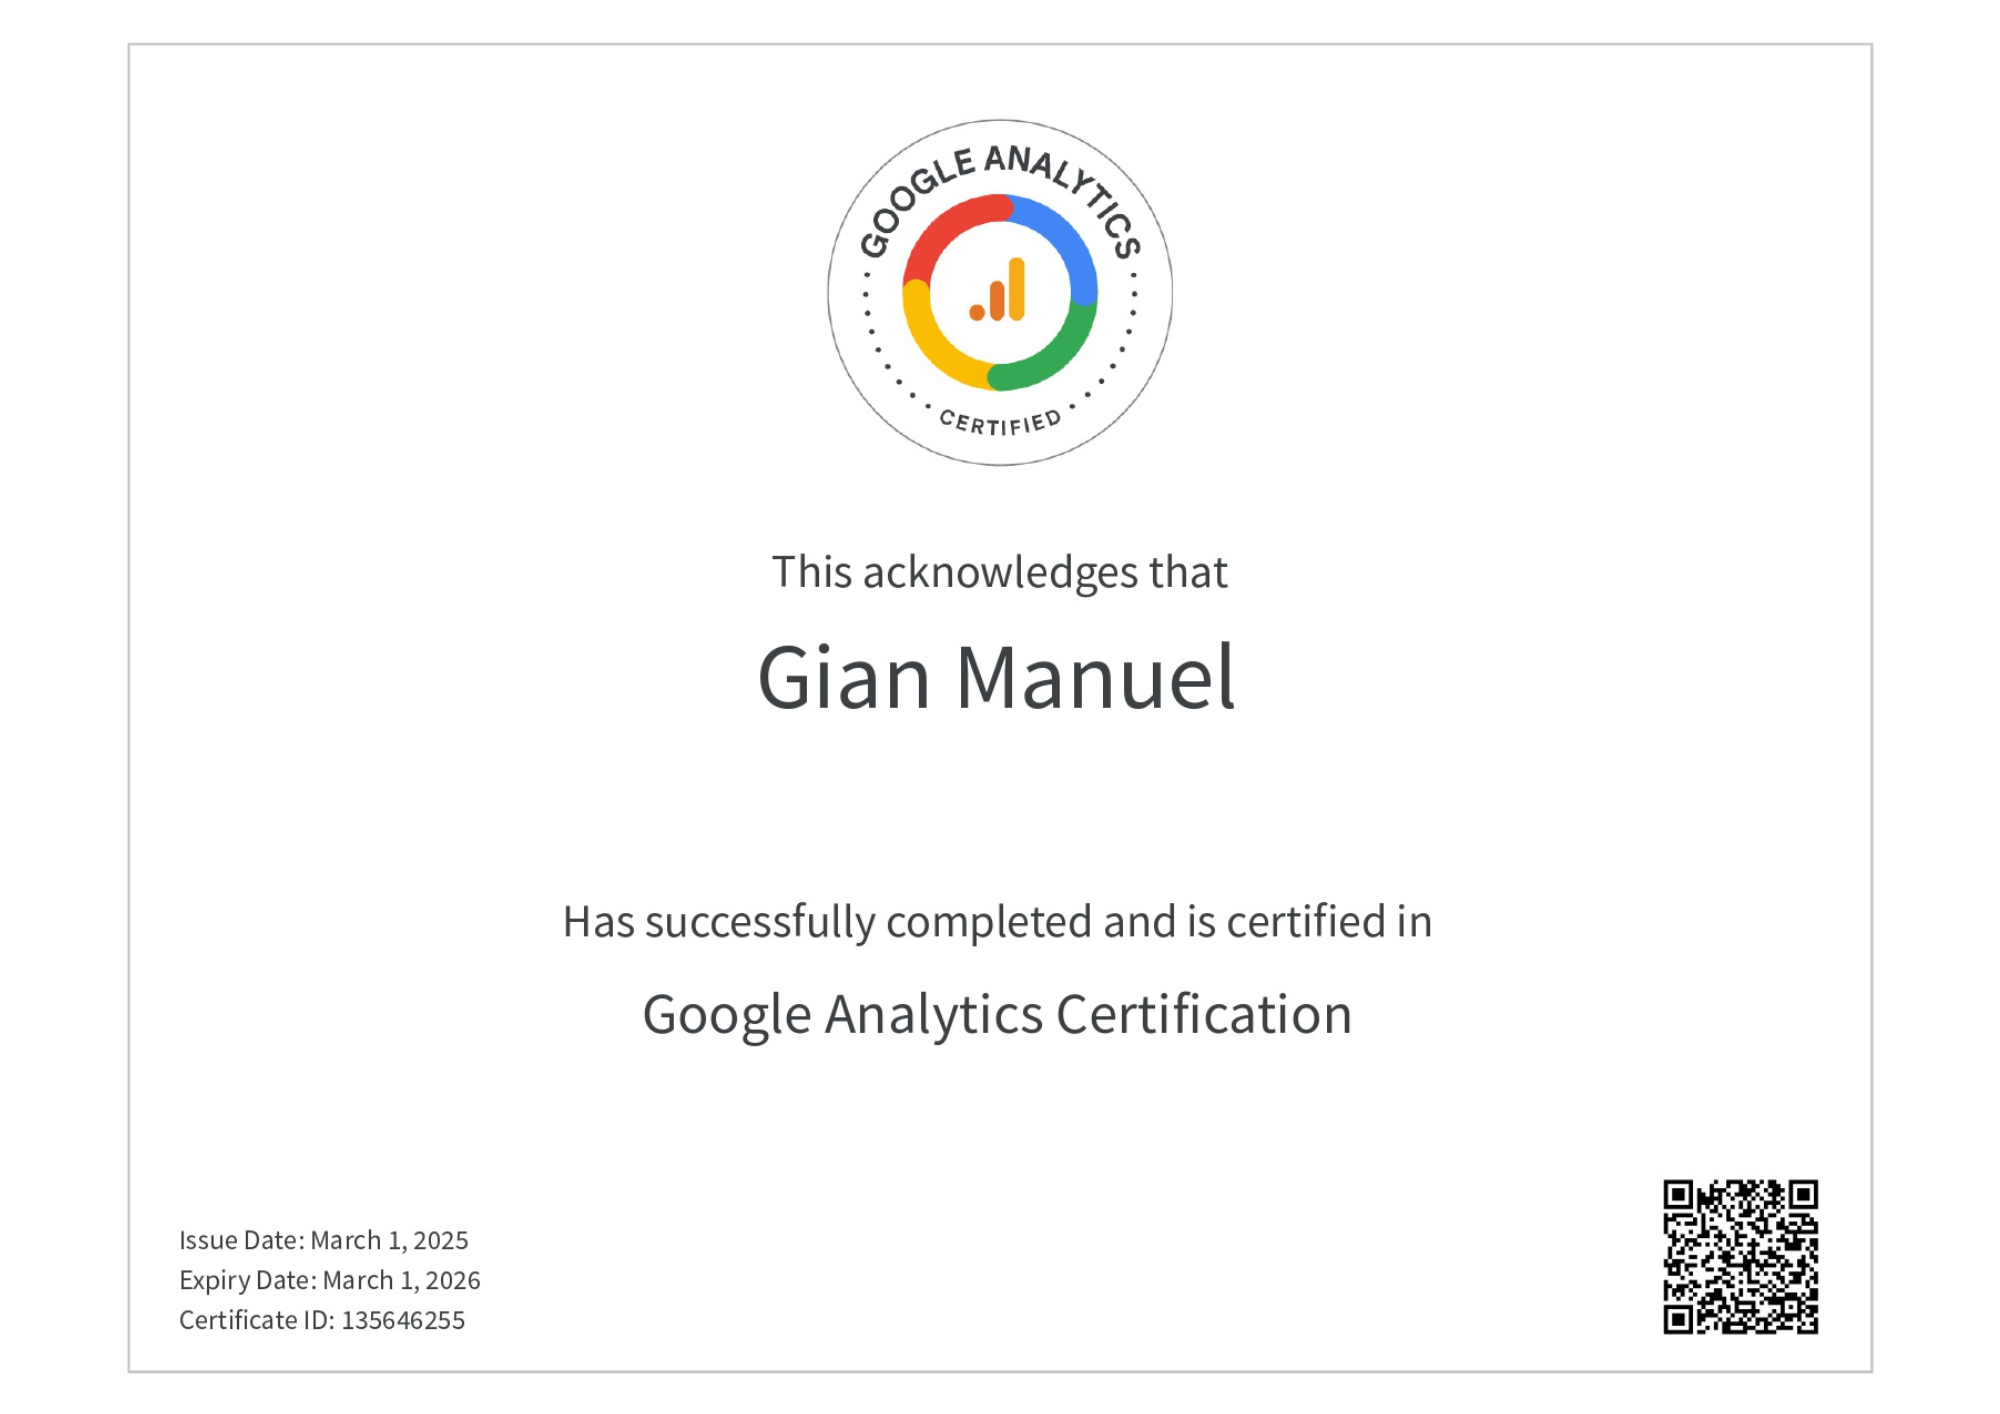 GOOGLE ANALYTICS
CERTIFIED
This acknowledges that
Gian Manuel
Has successfully completed and is certified in
Google Analytics Certification
Issue Date: March 1, 2025
Expiry Date: March 1, 2026
Certificate ID: 135646255